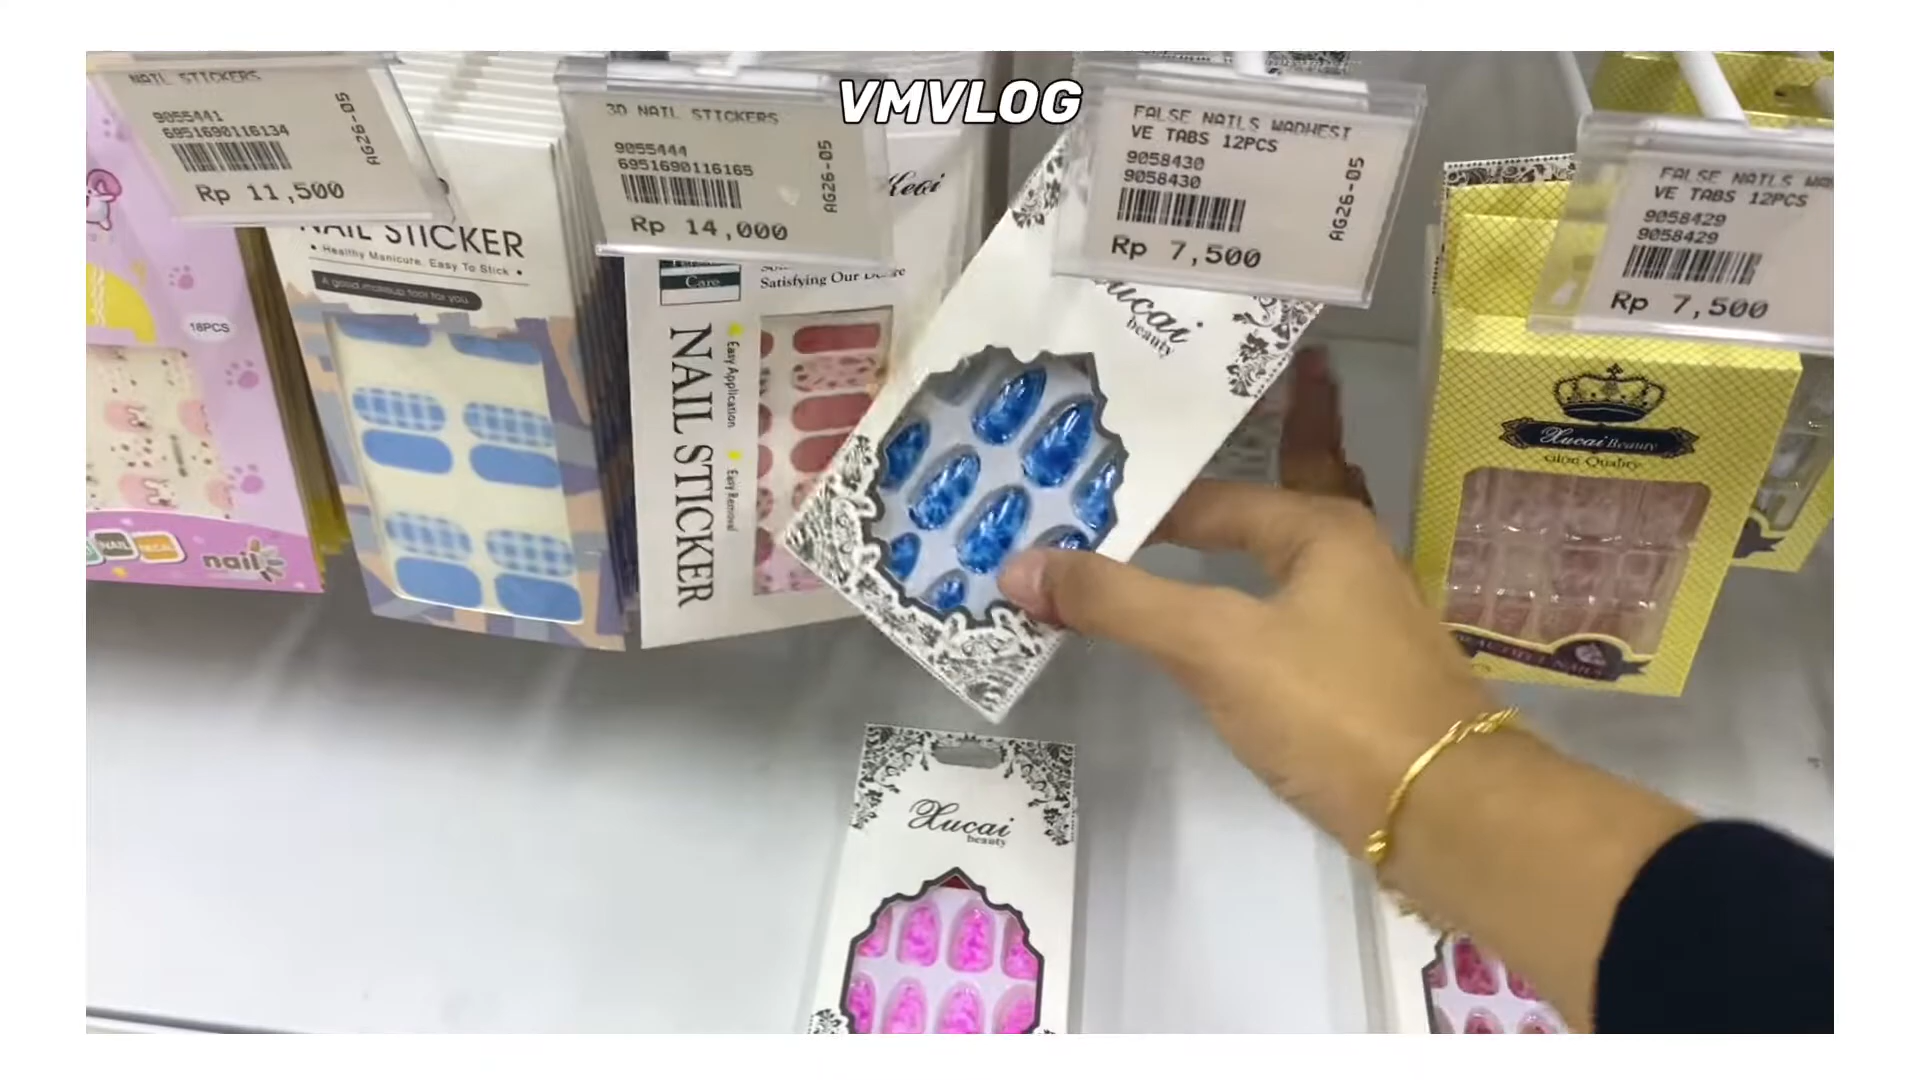 VMVLOG
NAIL STICKERS
9055441
6951690116134
AG26-05
Rp 11,500
3D NAIL STICKERS
9055444
6951690116165
AG26-05
Rp 14,000
FALSE NAILS WADHESI
VE TABS 12PCS
9058430
9058430
AG26-05
Rp 7,500
FALSE NAILS
VE TABS 12PCS
9058429
9058429
Rp 7,500
18PCS
NAIL
nail
NAIL STICKER
• Healthy Manicure, Easy To Stick •
A good makeup tool for you
Care
Satisfying Our
NAIL STICKER
Easy Application
Easy Removal
Xucai
beauty
Xucai
beauty
Xucai Beauty
Quality